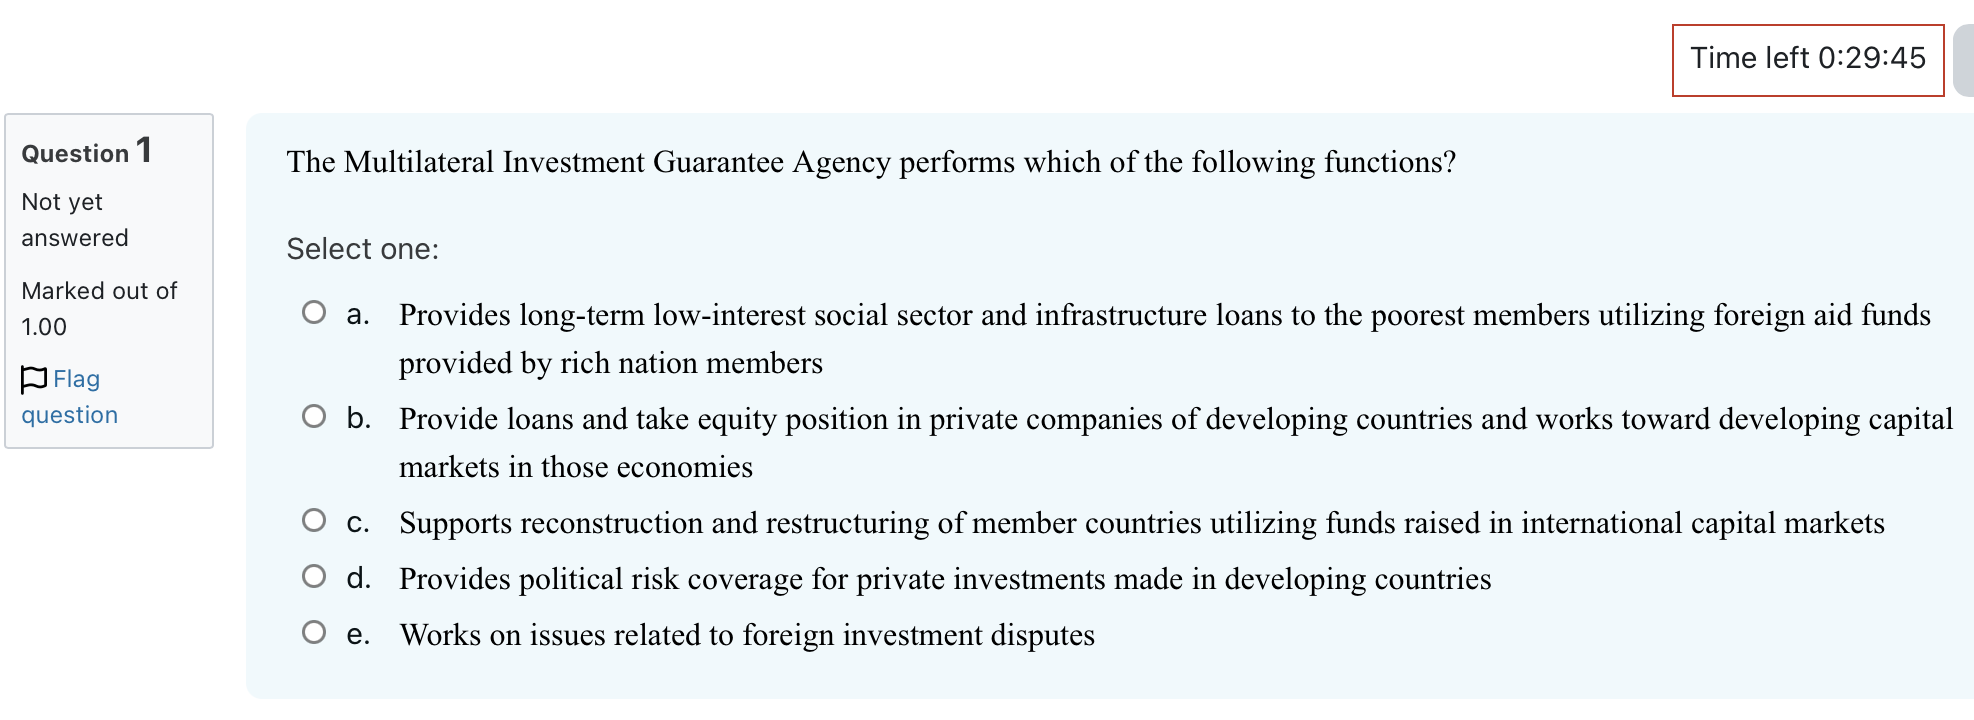 Time left 0:29:45
Question 1
Not yet
answered
Marked out of
1.00
Flag
question
The Multilateral Investment Guarantee Agency performs which of the following functions?
Select one:
a. Provides long-term low-interest social sector and infrastructure loans to the poorest members utilizing foreign aid funds
provided by rich nation members
b. Provide loans and take equity position in private companies of developing countries and works toward developing capital
markets in those economies
c. Supports reconstruction and restructuring of member countries utilizing funds raised in international capital markets
d. Provides political risk coverage for private investments made in developing countries
e. Works on issues related to foreign investment disputes